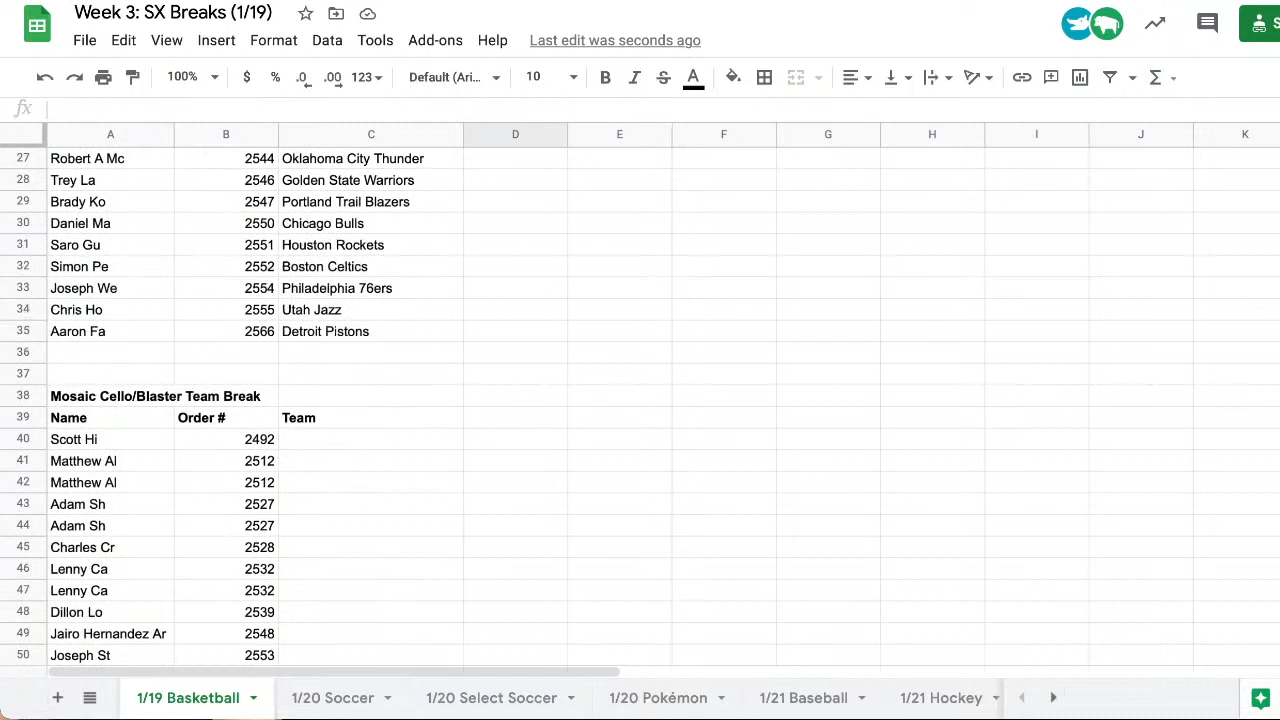 Week 3: SX Breaks (1/19)
File Edit View Insert Format Data Add-ons Help Last edit was seconds ago
100% $ % .0 .00 123 Default (Ari... 10 B I S A Σ
fx
A B C D E F G H I J K
27 Robert A Mc 2544 Oklahoma City Thunder
28 Trey La 2546 Golden State Warriors
29 Brady Ko 2547 Portland Trail Blazers
30 Daniel Ma 2550 Chicago Bulls
31 Saro Gu 2551 Houston Rockets
32 Simon Pe 2552 Boston Celtics
33 Joseph We 2554 Philadelphia 76ers
34 Chris Ho 2555 Utah Jazz
35 Aaron Fa 2566 Detroit Pistons
36
37
38 Mosaic Cello/Blaster Team Break
39 Name Order # Team
40 Scott Hi 2492
41 Matthew Al 2512
42 Matthew Al 2512
43 Adam Sh 2527
44 Adam Sh 2527
45 Charles Cr 2528
46 Lenny Ca 2532
47 Lenny Ca 2532
48 Dillon Lo 2539
49 Jairo Hernandez Ar 2548
50 Joseph St 2553
1/19 Basketball 1/20 Soccer 1/20 Select Soccer 1/20 Pokémon 1/21 Baseball 1/21 Hockey